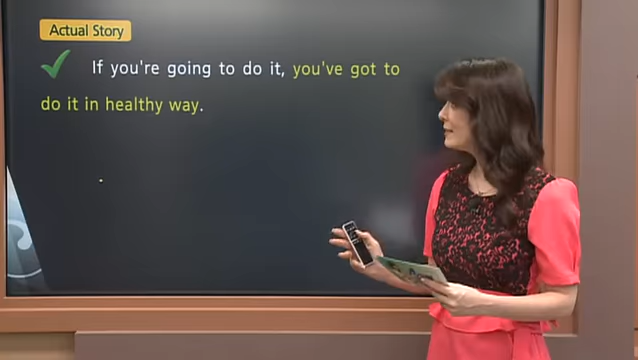 Actual Story
If you're going to do it, you've got to
do it in healthy way.